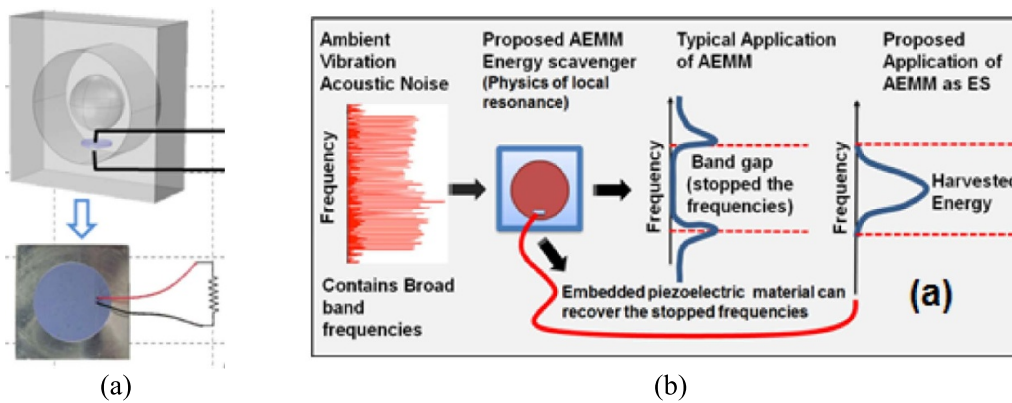 Ambient
Vibration
Acoustic Noise
Frequency
Contains Broad
band
frequencies
Proposed AEMM
Energy scavenger
(Physics of local
resonance)
Typical Application
of AEMM
Frequency
Band gap
(stopped the
frequencies)
Embedded piezoelectric material can
recover the stopped frequencies
Proposed
Application of
AEMM as ES
Frequency
Harvested
Energy
(a)
(a)
(b)